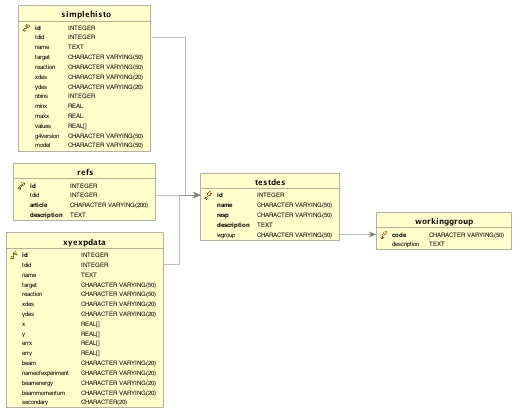 simplehisto
id INTEGER
tdid INTEGER
name TEXT
target CHARACTER VARYING(50)
reaction CHARACTER VARYING(50)
xdes CHARACTER VARYING(20)
ydes CHARACTER VARYING(20)
nbins INTEGER
minx REAL
maxx REAL
values REAL[]
g4version CHARACTER VARYING(50)
model CHARACTER VARYING(50)
refs
id INTEGER
tdid INTEGER
article CHARACTER VARYING(200)
description TEXT
xyexpdata
id INTEGER
tdid INTEGER
name TEXT
target CHARACTER VARYING(50)
reaction CHARACTER VARYING(50)
xdes CHARACTER VARYING(20)
ydes CHARACTER VARYING(20)
x REAL[]
y REAL[]
errx REAL[]
erry REAL[]
beam CHARACTER VARYING(20)
nameofexperiment CHARACTER VARYING(20)
beamenergy CHARACTER VARYING(20)
beammomentum CHARACTER VARYING(20)
secondary CHARACTER(20)
testdes
id INTEGER
name CHARACTER VARYING(50)
resp CHARACTER VARYING(50)
description TEXT
wgroup CHARACTER VARYING(50)
workinggroup
code CHARACTER VARYING(50)
description TEXT